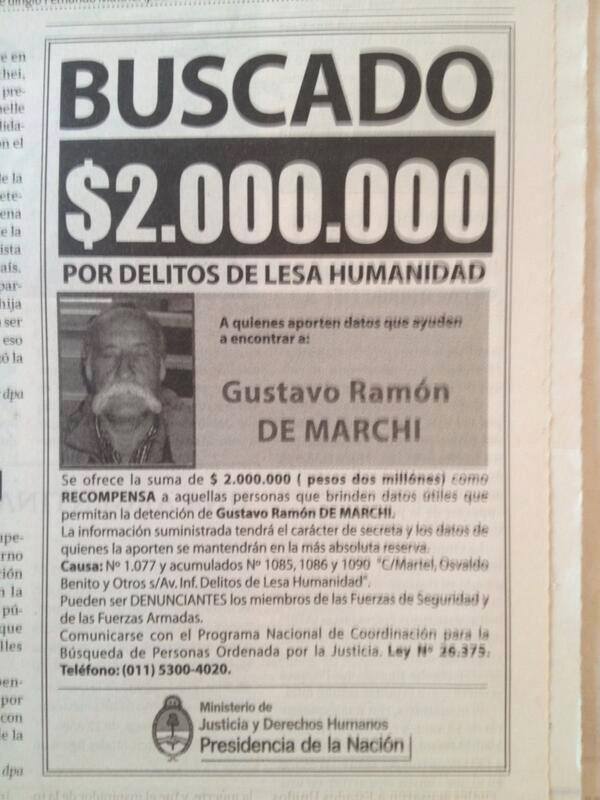 BUSCADO
$2.000.000
POR DELITOS DE LESA HUMANIDAD
A quienes aporten datos que ayuden
a encontrar a:
Gustavo Ramón
DE MARCHI
Se ofrece la suma de $ 2.000.000 ( pesos dos millones) como
RECOMPENSA a aquellas personas que brinden datos útiles que
permitan la detención de Gustavo Ramón DE MARCHI.
La información suministrada tendrá el carácter de secreta y los datos de
quienes la aporten se mantendrán en la más absoluta reserva.
Causa: Nº 1.077 y acumulados Nº 1085, 1086 y 1090 "C/Martel, Osvaldo
Benito y Otros s/Av. Inf. Delitos de Lesa Humanidad".
Pueden ser DENUNCIANTES los miembros de las Fuerzas de Seguridad y
de las Fuerzas Armadas.
Comunicarse con el Programa Nacional de Coordinación para la
Búsqueda de Personas Ordenada por la Justicia. Ley Nº 26.375.
Teléfono: (011) 5300-4020.
Ministerio de
Justicia y Derechos Humanos
Presidencia de la Nación